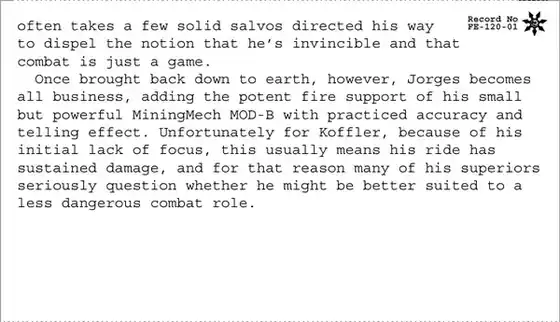 often takes a few solid salvos directed his way
to dispel the notion that he's invincible and that
combat is just a game.
Once brought back down to earth, however, Jorges becomes
all business, adding the potent fire support of his small
but powerful MiningMech MOD-B with practiced accuracy and
telling effect. Unfortunately for Koffler, because of his
initial lack of focus, this usually means his ride has
sustained damage, and for that reason many of his superiors
seriously question whether he might be better suited to a
less dangerous combat role.
Record No
FE-120-01